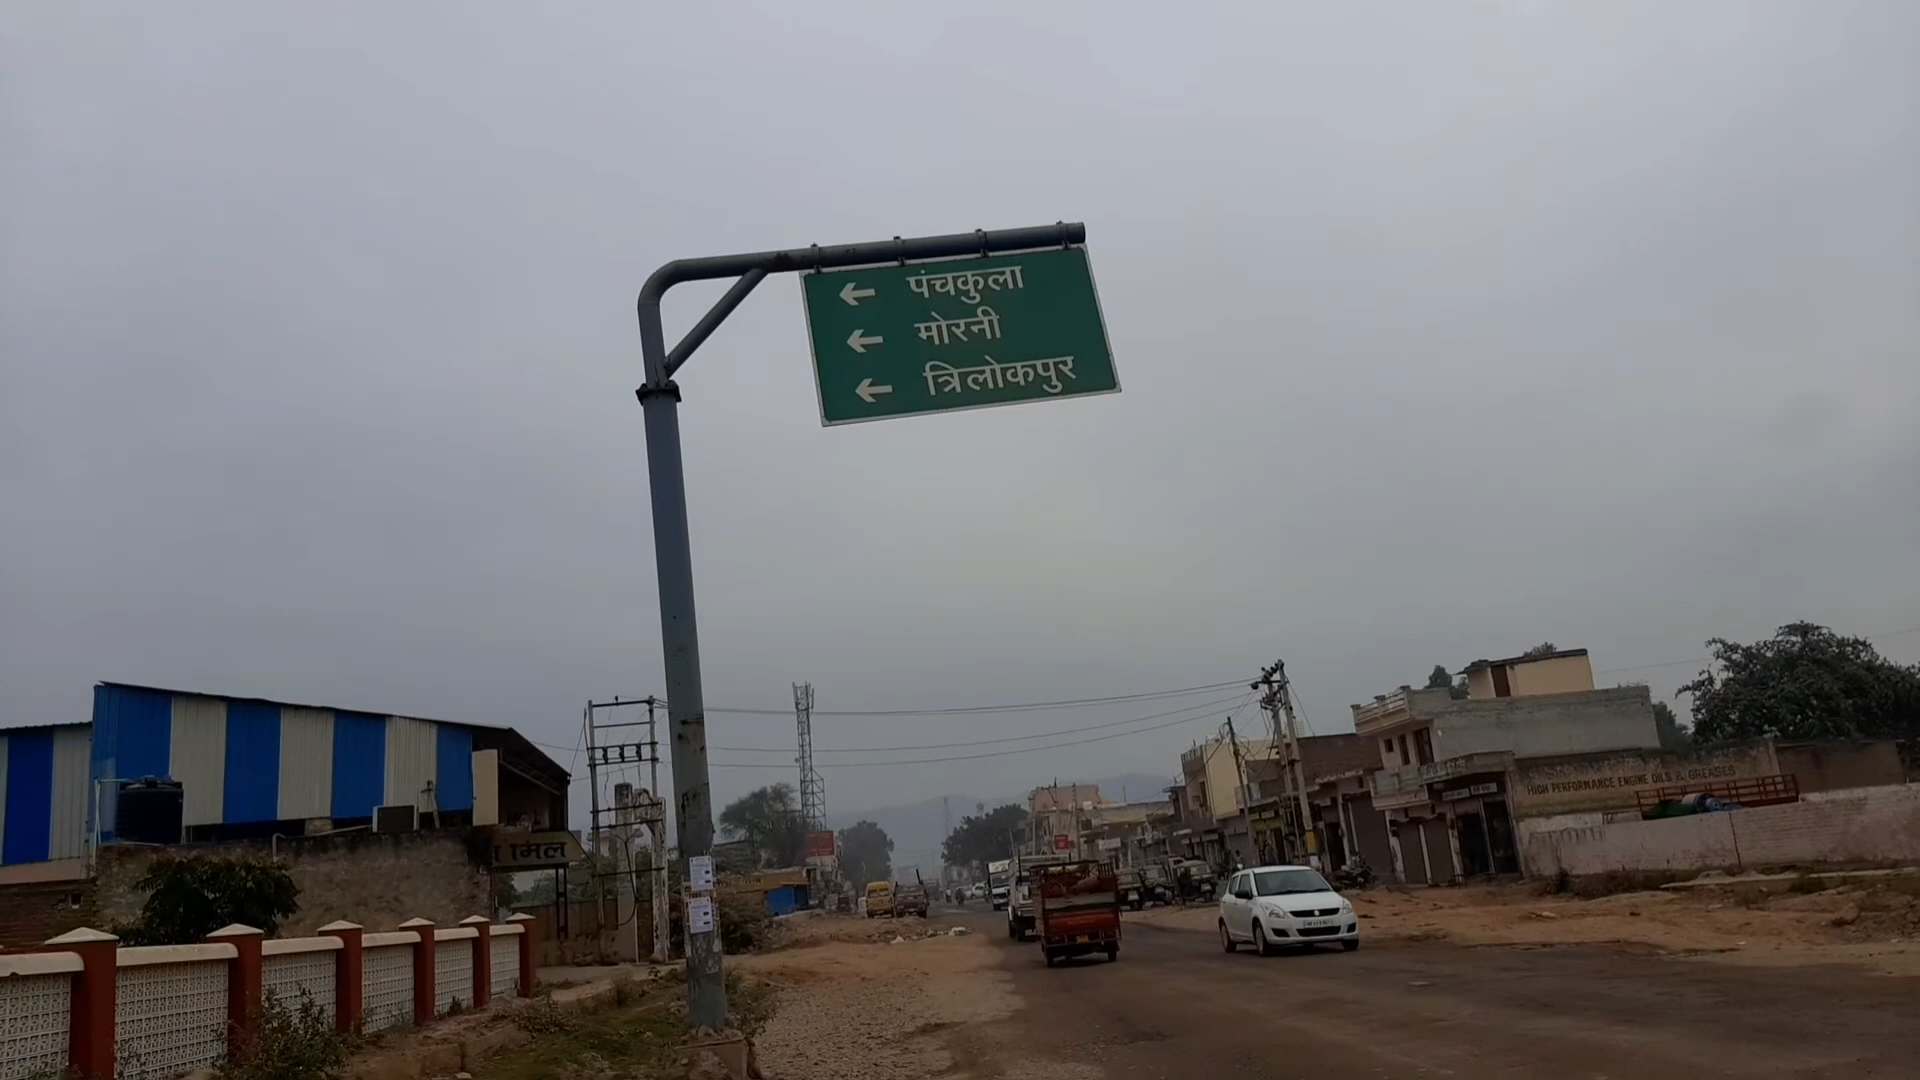 ← पंचकुला
← मोरनी
← त्रिलोकपुर
मिल
HIGH PERFORMANCE ENGINE OILS & GREASES